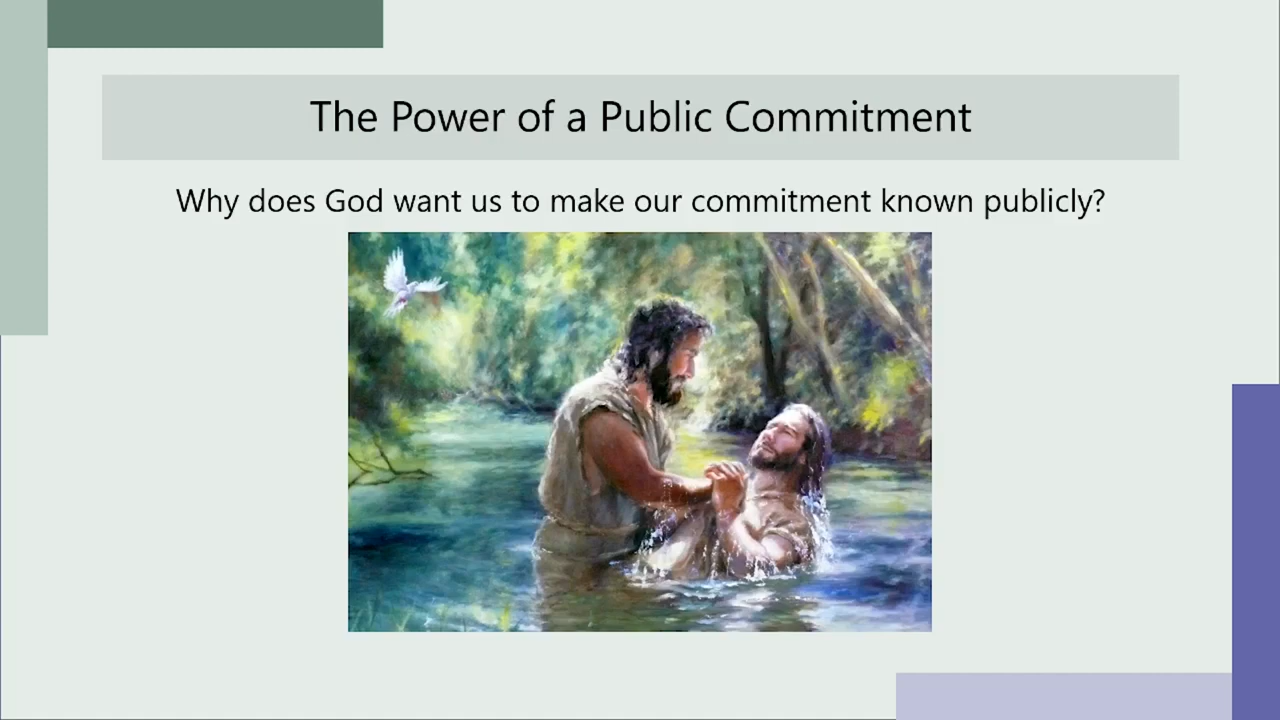 The Power of a Public Commitment
Why does God want us to make our commitment known publicly?